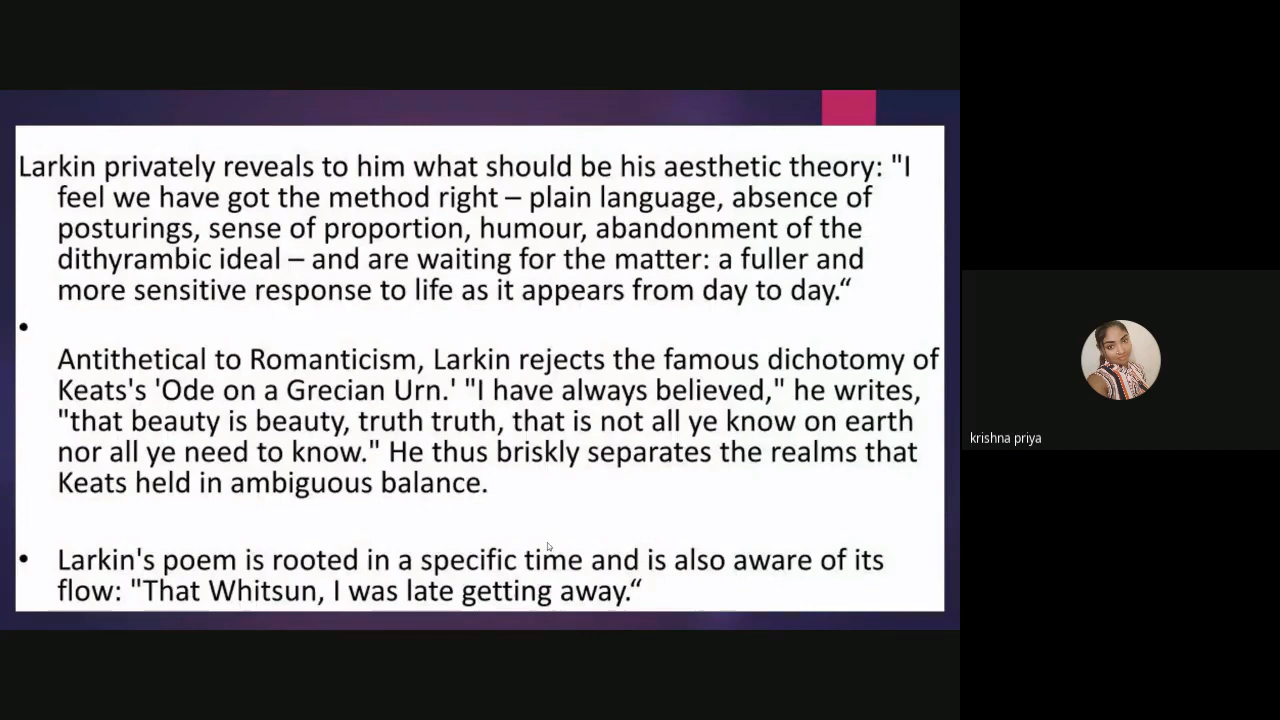 Larkin privately reveals to him what should be his aesthetic theory: "I
feel we have got the method right – plain language, absence of
posturings, sense of proportion, humour, abandonment of the
dithyrambic ideal – and are waiting for the matter: a fuller and
more sensitive response to life as it appears from day to day.“
•
Antithetical to Romanticism, Larkin rejects the famous dichotomy of
Keats's 'Ode on a Grecian Urn.' "I have always believed," he writes,
"that beauty is beauty, truth truth, that is not all ye know on earth
nor all ye need to know." He thus briskly separates the realms that
Keats held in ambiguous balance.
• Larkin's poem is rooted in a specific time and is also aware of its
flow: "That Whitsun, I was late getting away.“
krishna priya